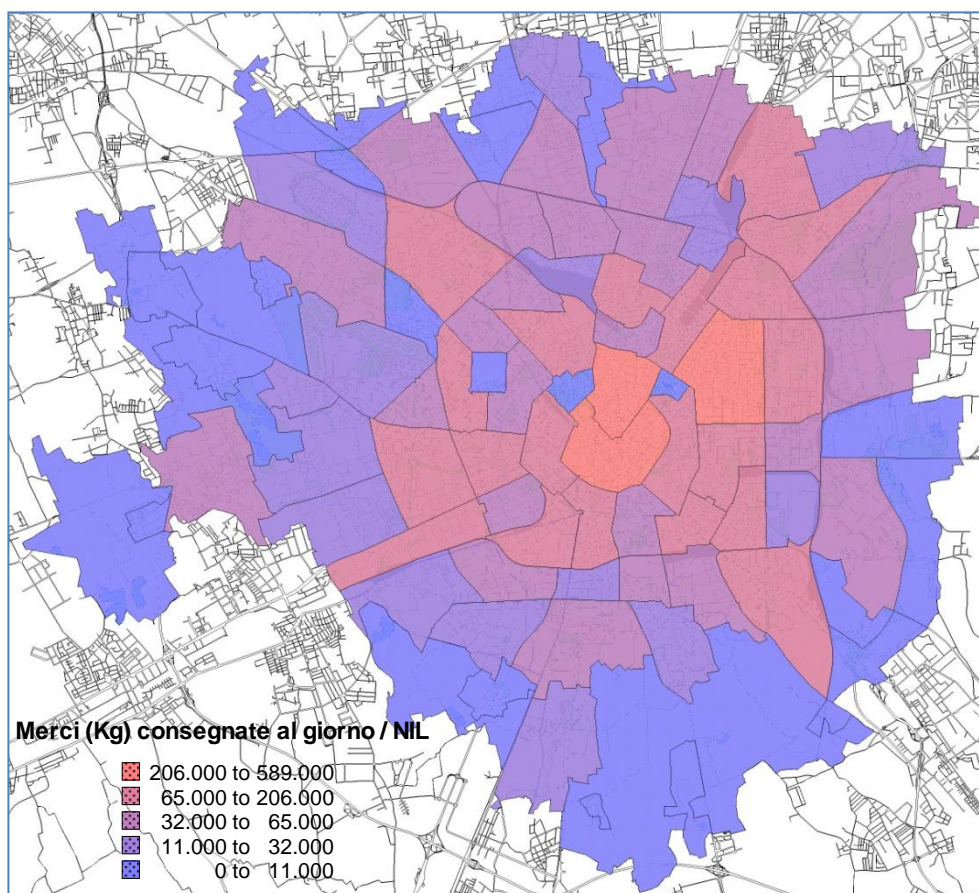 Merci (Kg) consegnate al giorno / NIL
206.000 to 589.000
65.000 to 206.000
32.000 to 65.000
11.000 to 32.000
0 to 11.000